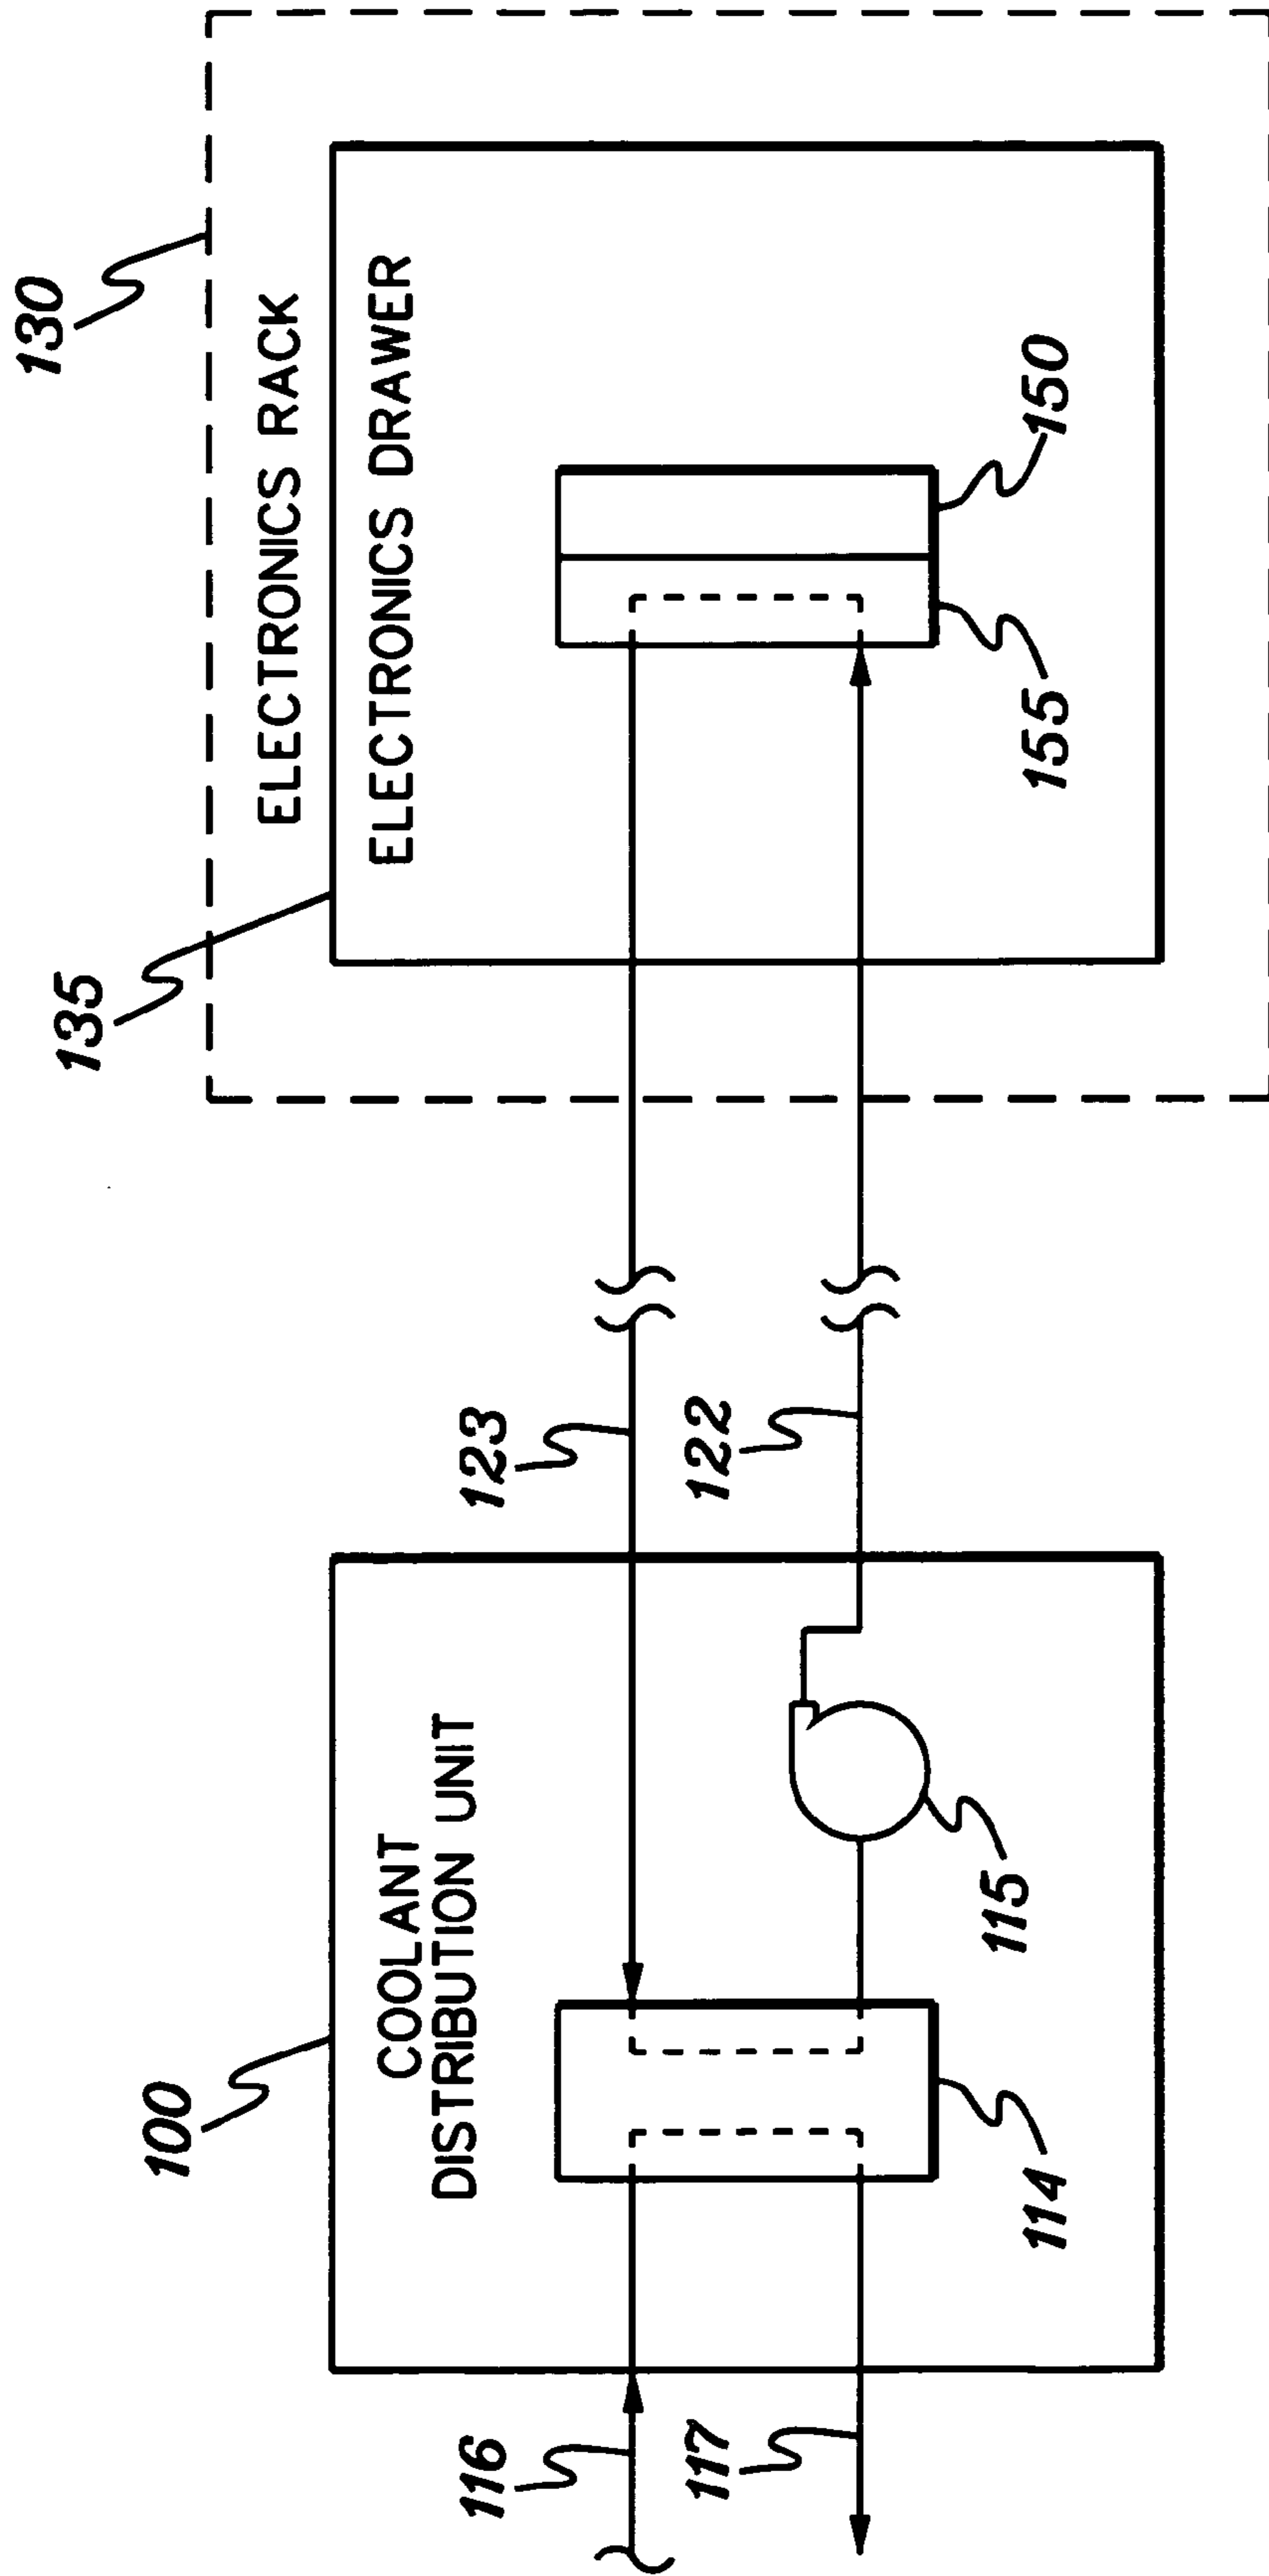 130
ELECTRONICS RACK
135
ELECTRONICS DRAWER
150
155
123
122
100
COOLANT
DISTRIBUTION UNIT
115
114
116
117